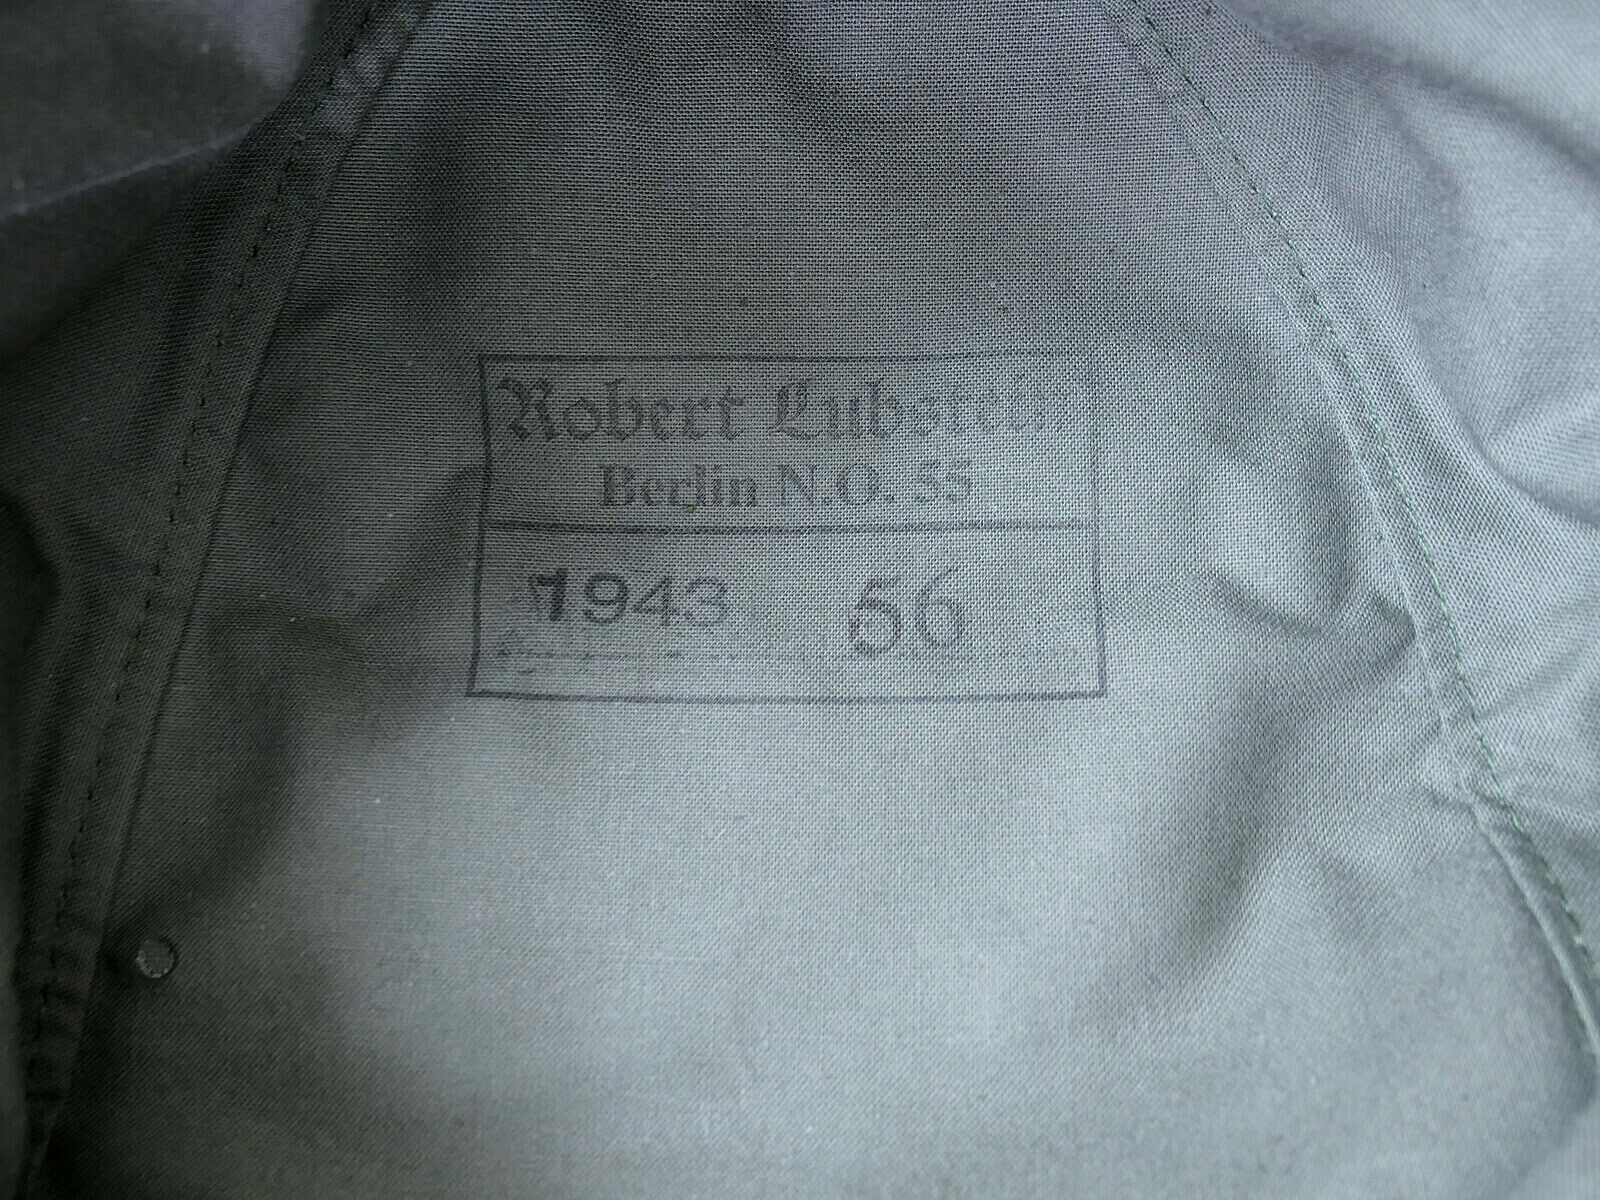 Robert Lubstein
Berlin N.O. 55
1943 56